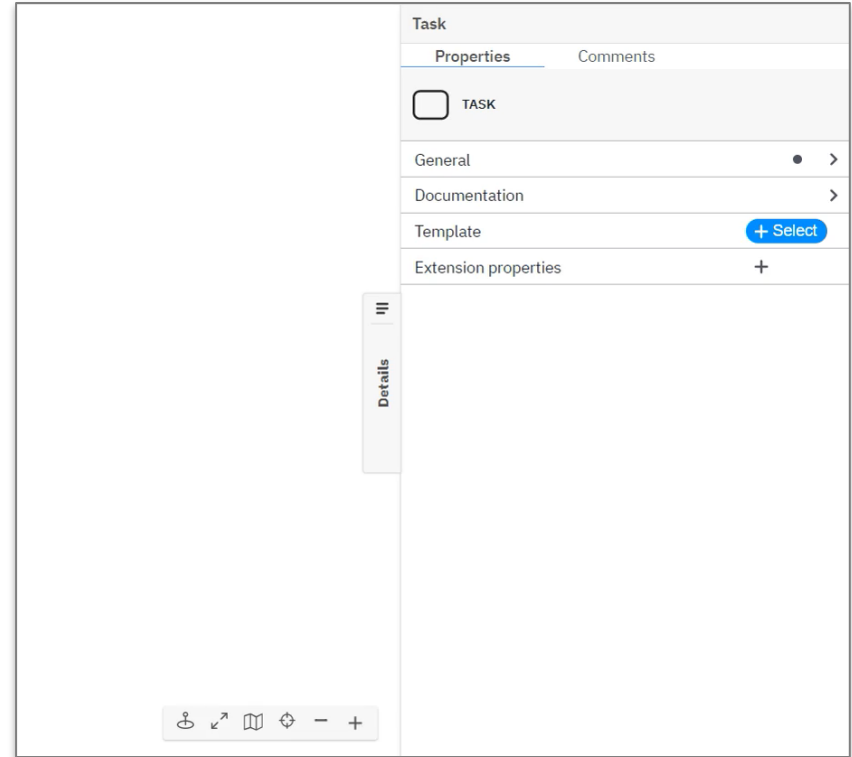 Task
Properties Comments
TASK
General
Documentation
Template + Select
Extension properties +
Details